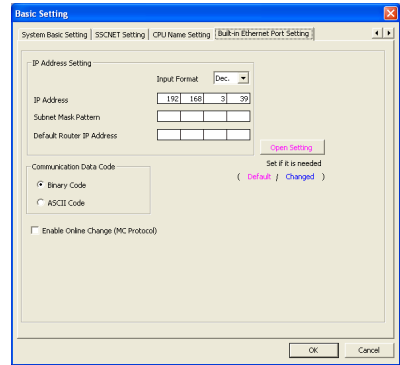 Basic Setting
System Basic Setting | SSCNET Setting | CPU Name Setting | Built-in Ethernet Port Setting
IP Address Setting
Input Format Dec.
IP Address 192 168 3 39
Subnet Mask Pattern
Default Router IP Address
Open Setting
Set if it is needed
( Default / Changed )
Communication Data Code
Binary Code
ASCII Code
Enable Online Change (MC Protocol)
OK Cancel